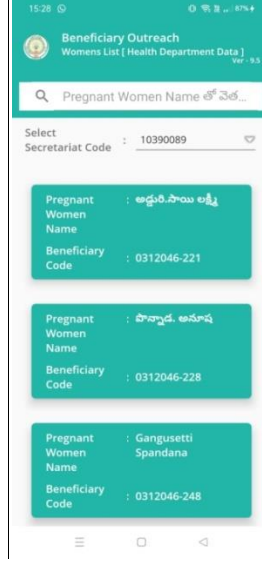 15:28
87%
Beneficiary Outreach
Womens List [ Health Department Data ]
Ver - 9.5
Pregnant Women Name తో వెత...
Select
Secretariat Code : 10390089
Pregnant : అడ్డురి.సాయి లక్ష్మి
Women
Name
Beneficiary
Code : 0312046-221
Pregnant : పొన్నాడ. అనూష
Women
Name
Beneficiary
Code : 0312046-228
Pregnant : Gangusetti
Women Spandana
Name
Beneficiary
Code : 0312046-248